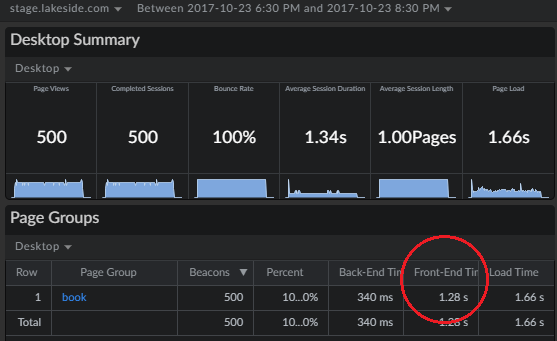 stage.lakeside.com Between 2017-10-23 6:30 PM and 2017-10-23 8:30 PM
Desktop Summary
Desktop
Page Views Completed Sessions Bounce Rate Average Session Duration Average Session Length Page Load
500 500 100% 1.34s 1.00Pages 1.66s
Page Groups
Desktop
Row Page Group Beacons Percent Back-End Tim Front-End Tim Load Time
1 book 500 10...0% 340 ms 1.28 s 1.66 s
Total 500 10...0% 340 ms 1.28 s 1.66 s